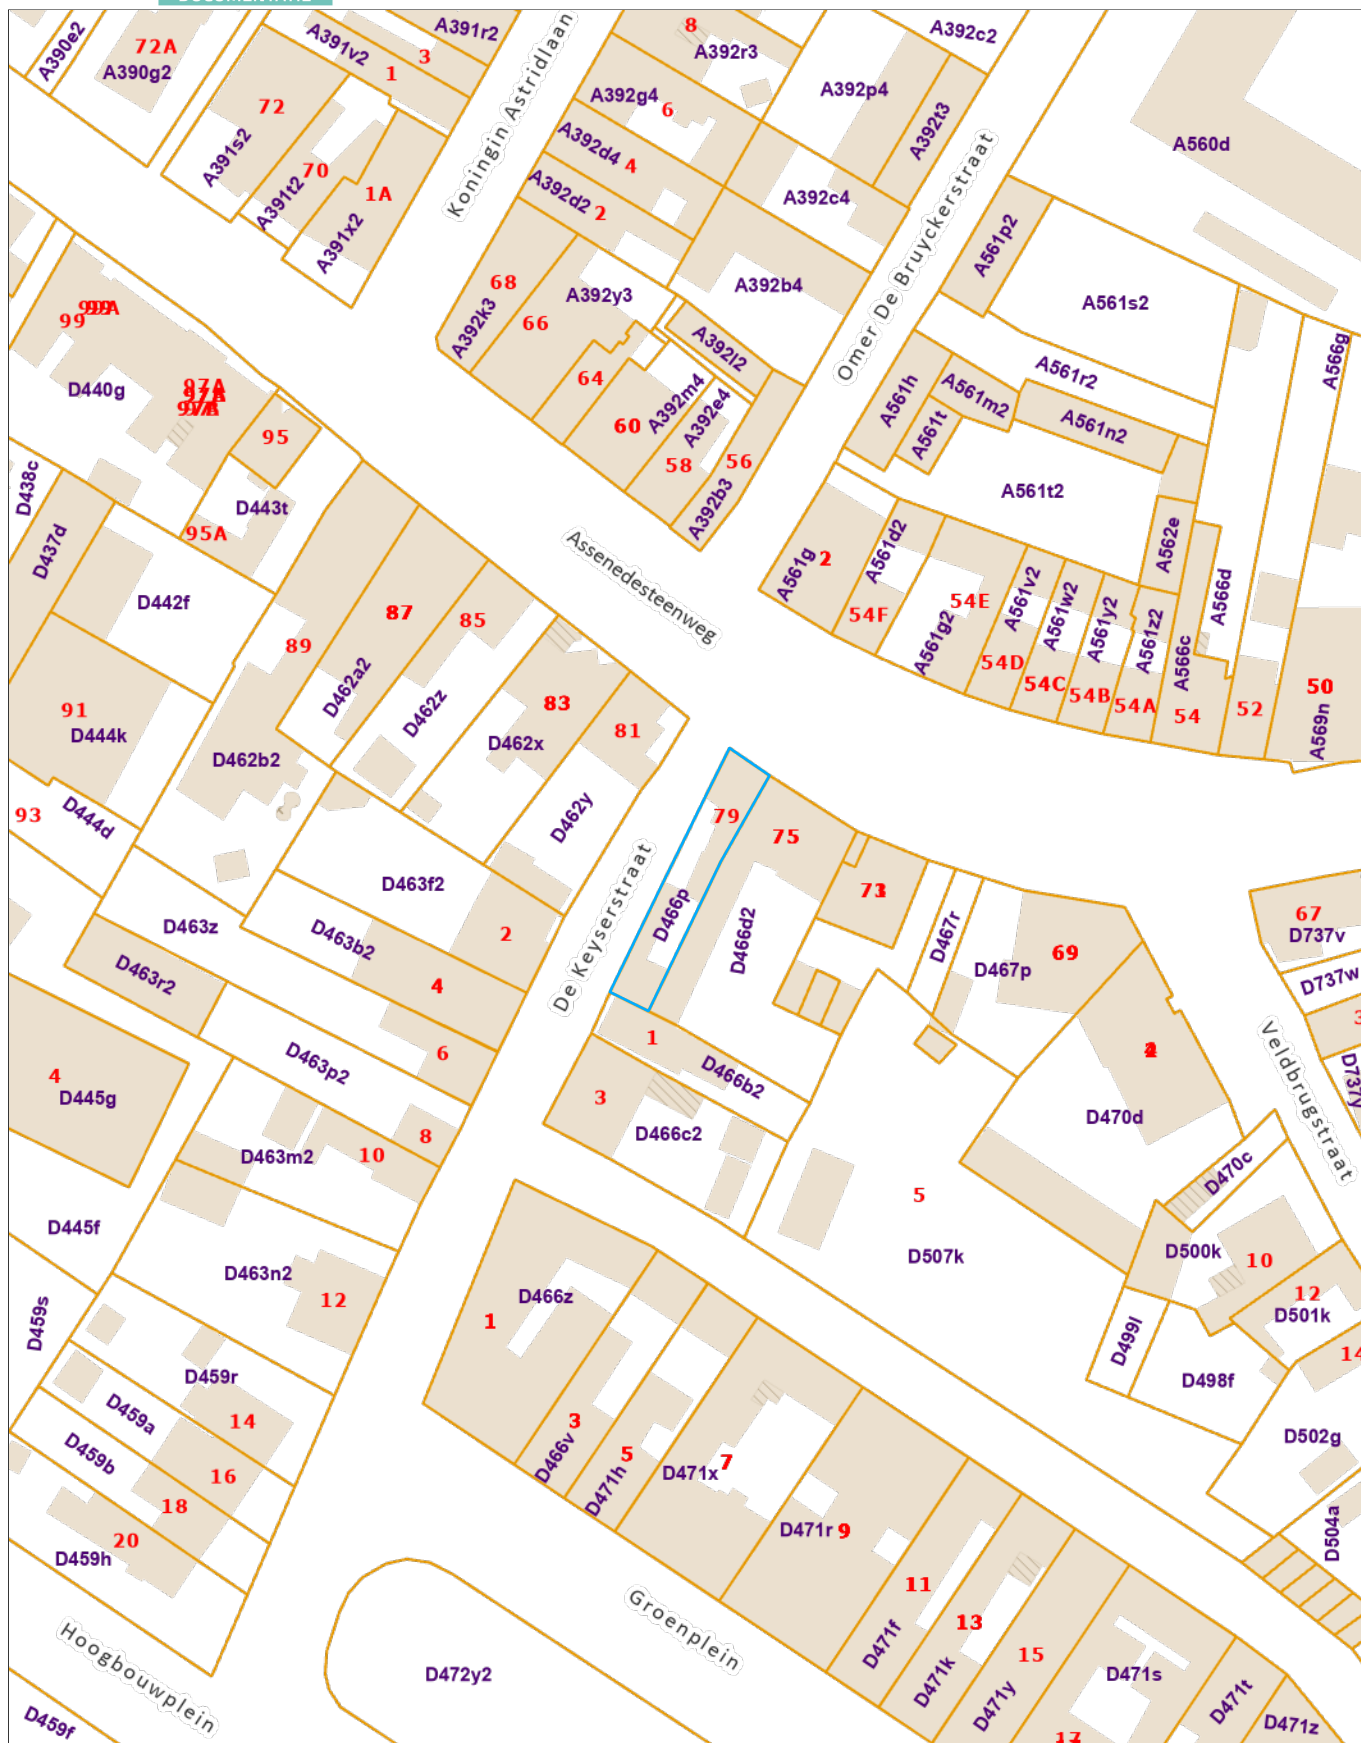 A390e2
72A
A390g2
A391v2
3
A391r2
1
72
A391s2
70
A391t2
1A
A391x2
Koningin Astridlaan
8
A392r3
A392c2
A392g4
6
A392p4
A392t3
A392d4
4
A392d2
2
A392c4
A560d
Omer De Bruyckerstraat
A561p2
A392b4
A561s2
68
A392k3
66
A392y3
A392l2
64
60
A392m4
A392e4
58
56
A392b3
A561h
A561m2
A561r2
A561t
A561n2
A566g
99
99A
D440g
97A
95
D443t
95A
D438c
D437d
D442f
Assenedesteenweg
A561t2
A561g
2
A561d2
54F
54E
A561g2
A561v2
54D
A561w2
54C
A561y2
54B
A561z2
54A
A562e
A566d
A566c
54
52
50
A569n
91
D444k
93
D444d
89
87
D462a2
85
D462z
D462b2
83
D462x
81
D462y
79
75
D466p
D466d2
73
D467r
D467p
69
67
D737v
D737w
3
D737y
D463f2
D463z
D463b2
2
4
D463r2
De Keyserstraat
6
D463p2
1
D466b2
3
D466c2
4
D445g
D470d
Veldbrugstraat
8
10
D463m2
5
D507k
D470c
D500k
10
12
D501k
14
D445f
D463n2
12
D459s
D466z
1
D499l
D498f
D502g
D459r
14
D459a
16
D459b
18
20
D459h
3
D466v
5
D471h
D471x
7
D471r
9
11
D471f
13
D471k
15
D471y
D471s
17
D471t
D471z
D504a
Groenplein
Hoogbouwplein
D472y2
D459f